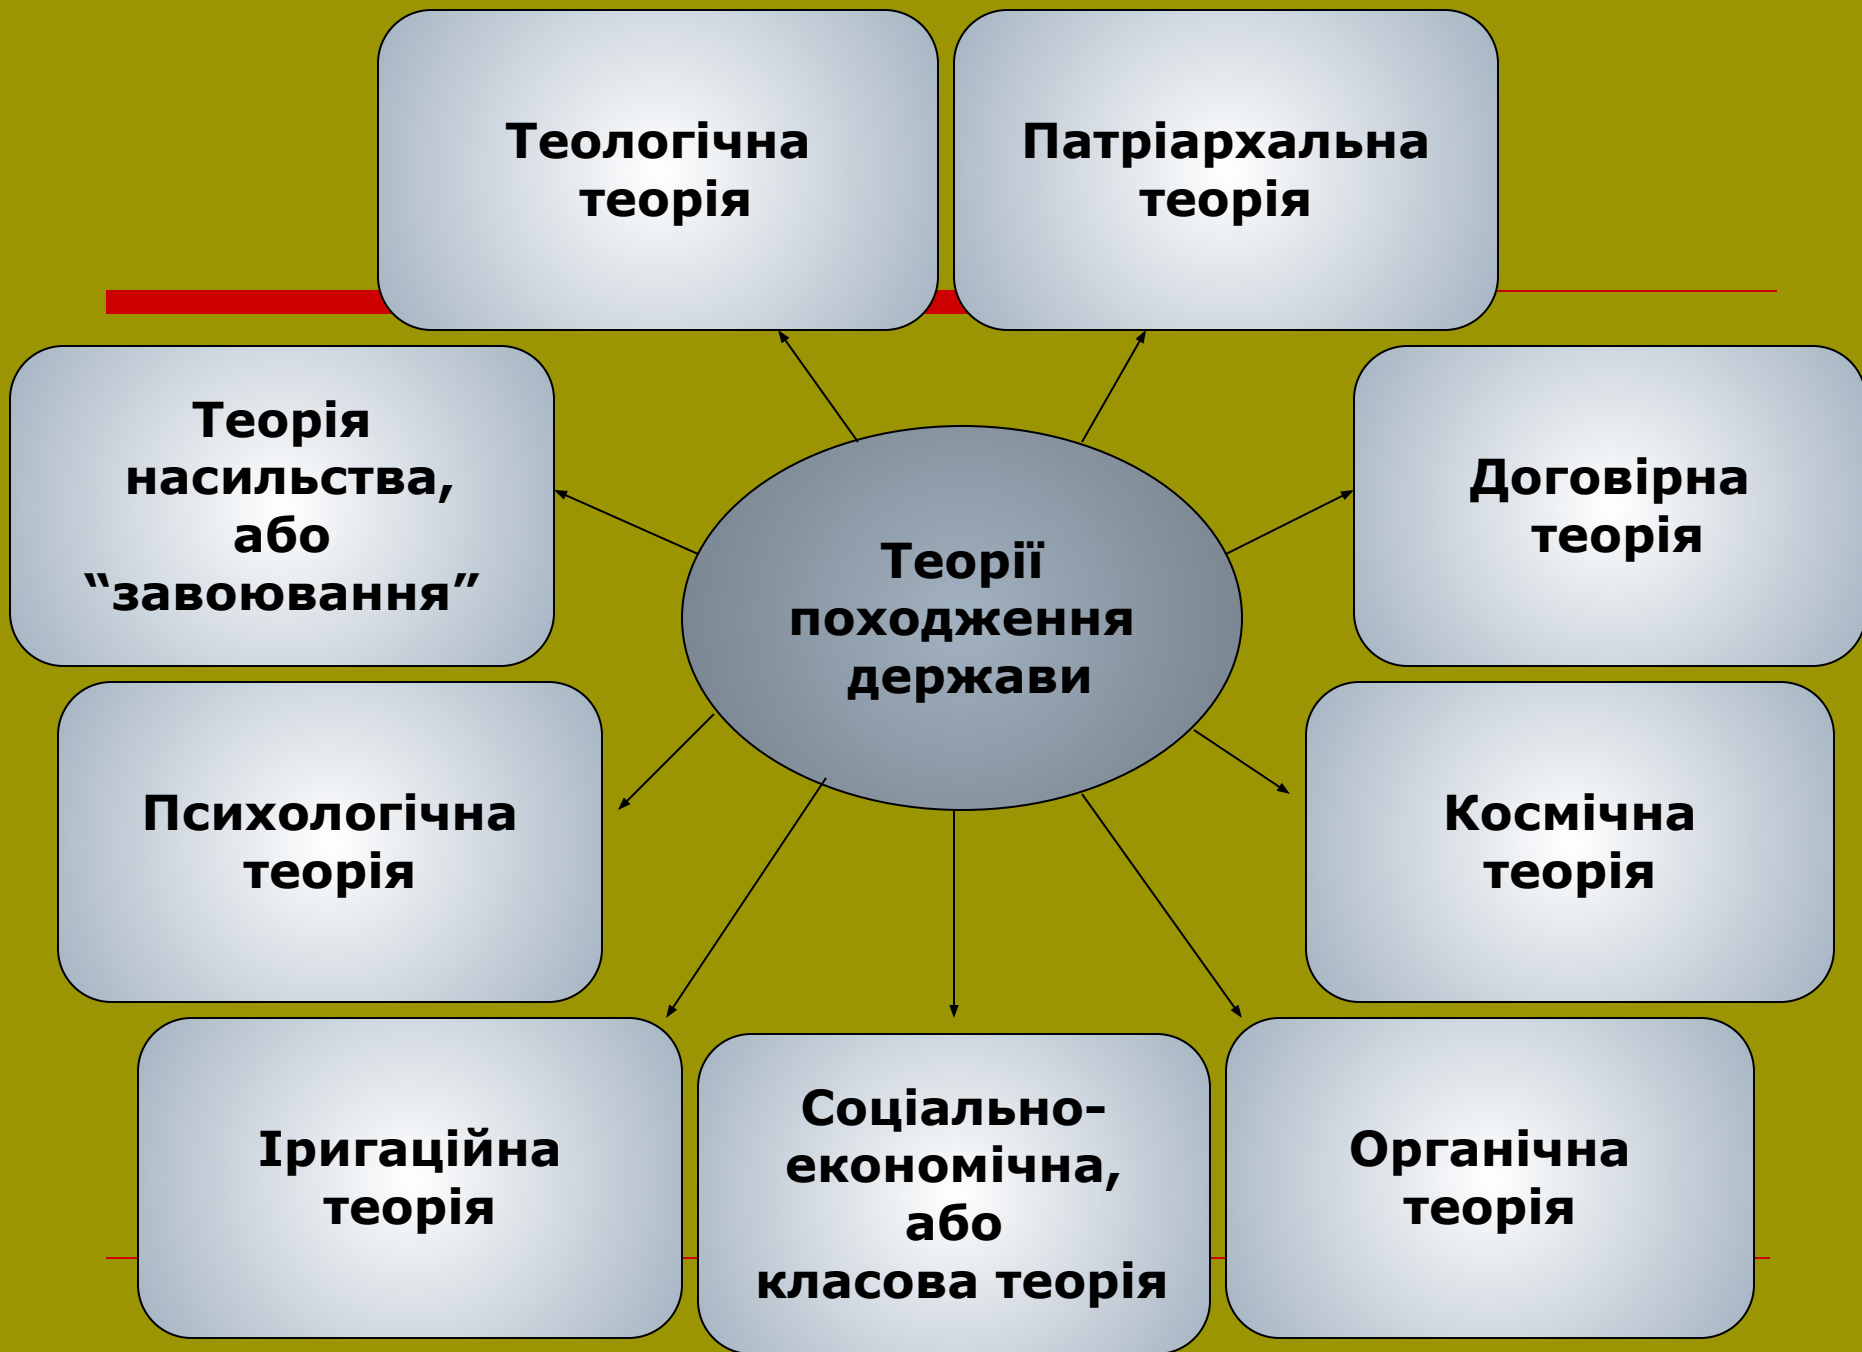 Теологічна
теорія
Патріархальна
теорія
Теорія
насильства,
або
“завоювання”
Договірна
теорія
Теорії
походження
держави
Психологічна
теорія
Космічна
теорія
Іригаційна
теорія
Соціально-
економічна,
або
класова теорія
Органічна
теорія